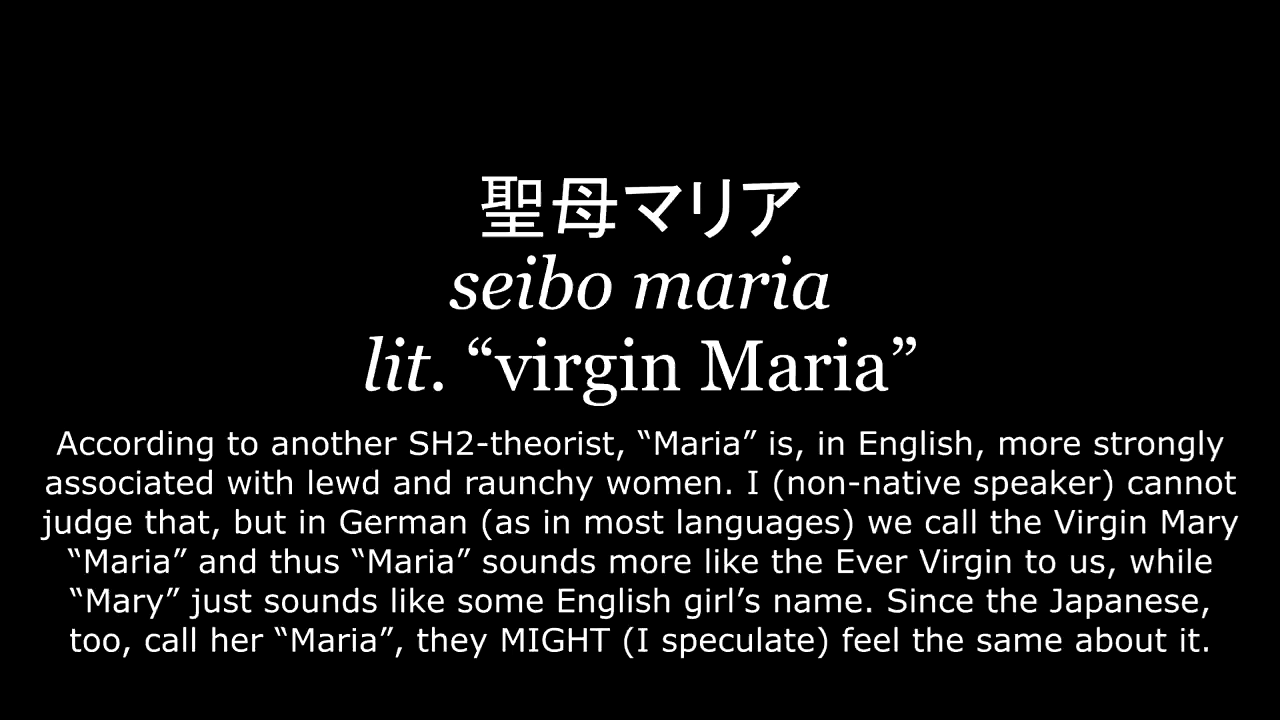 聖母マリア
seibo maria
lit. “virgin Maria”
According to another SH2-theorist, “Maria” is, in English, more strongly
associated with lewd and raunchy women. I (non-native speaker) cannot
judge that, but in German (as in most languages) we call the Virgin Mary
“Maria” and thus “Maria” sounds more like the Ever Virgin to us, while
“Mary” just sounds like some English girl’s name. Since the Japanese,
too, call her “Maria”, they MIGHT (I speculate) feel the same about it.